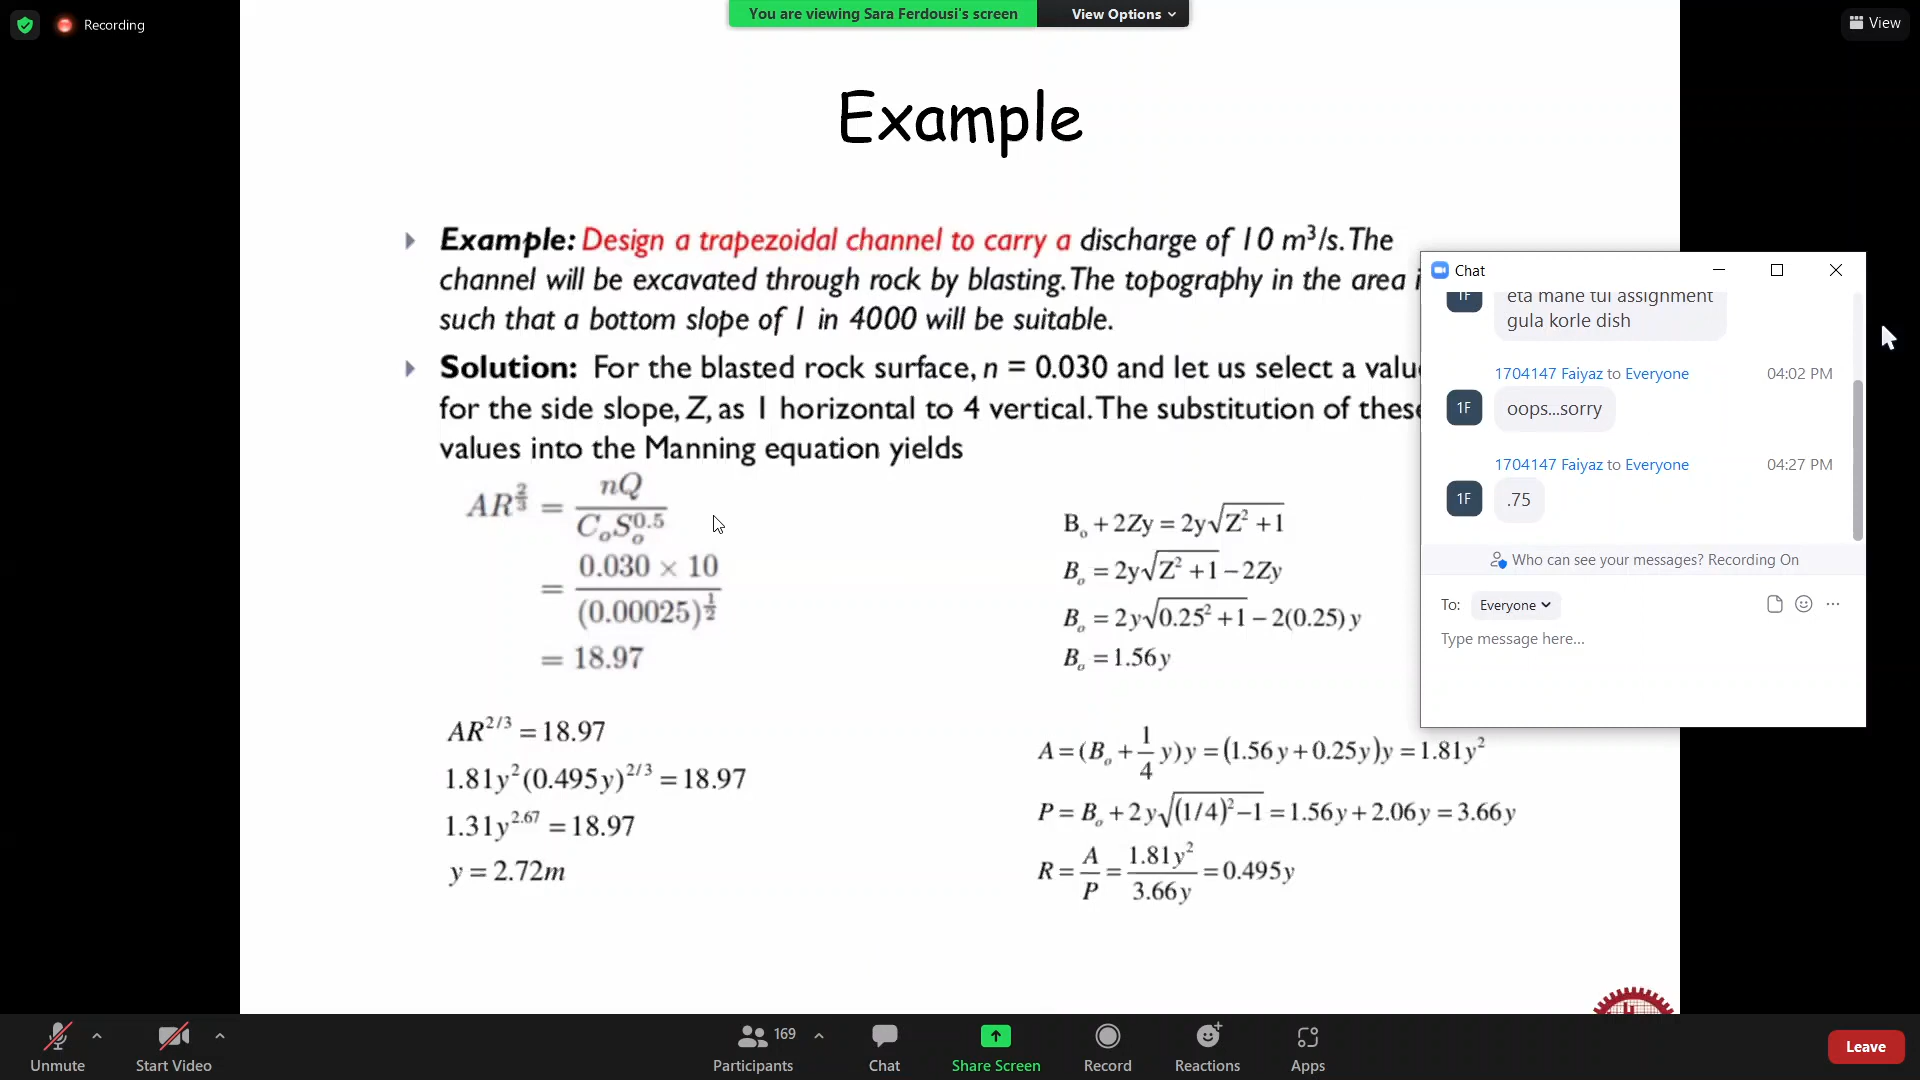 Recording
You are viewing Sara Ferdousi's screen
View Options
View
Example
Example: Design a trapezoidal channel to carry a discharge of 10 m³/s. The
channel will be excavated through rock by blasting. The topography in the area
such that a bottom slope of 1 in 4000 will be suitable.
Solution: For the blasted rock surface, n = 0.030 and let us select a
for the side slope, Z, as 1 horizontal to 4 vertical. The substitution of these
values into the Manning equation yields
AR^{2/3} = nQ / C_oS_o^{0.5}
= 0.030 × 10 / (0.00025)^{1/2}
= 18.97
B_o + 2Zy = 2y√(Z² + 1)
B_o = 2y√(Z² + 1) − 2Zy
B_o = 2y√(0.25² + 1) − 2(0.25)y
B_o = 1.56y
AR^{2/3} = 18.97
1.81y²(0.495y)^{2/3} = 18.97
1.31y^{2.67} = 18.97
y = 2.72m
A = (B_o + 1/4 y)y = (1.56y + 0.25y)y = 1.81y²
P = B_o + 2y√((1/4)² − 1) = 1.56y + 2.06y = 3.66y
R = A/P = 1.81y²/3.66y = 0.495y
Chat
1F
eta mane tui assignment
gula korle dish
1704147 Faiyaz to Everyone 04:02 PM
1F
oops...sorry
1704147 Faiyaz to Everyone 04:27 PM
1F
.75
Who can see your messages? Recording On
To: Everyone
Type message here...
Unmute
Start Video
169
Participants
Chat
Share Screen
Record
Reactions
Apps
Leave